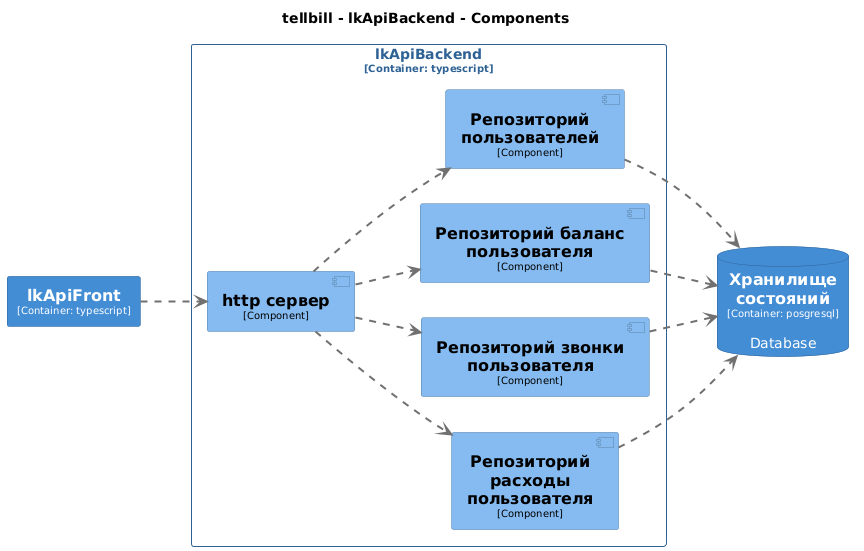 tellbill - lkApiBackend - Components
lkApiBackend
[Container: typescript]
Репозиторий
пользователей
[Component]
Репозиторий баланс
пользователя
[Component]
lkApiFront
[Container: typescript]
http сервер
[Component]
Хранилище
состояний
[Container: posgresql]
Database
Репозиторий звонки
пользователя
[Component]
Репозиторий
расходы
пользователя
[Component]